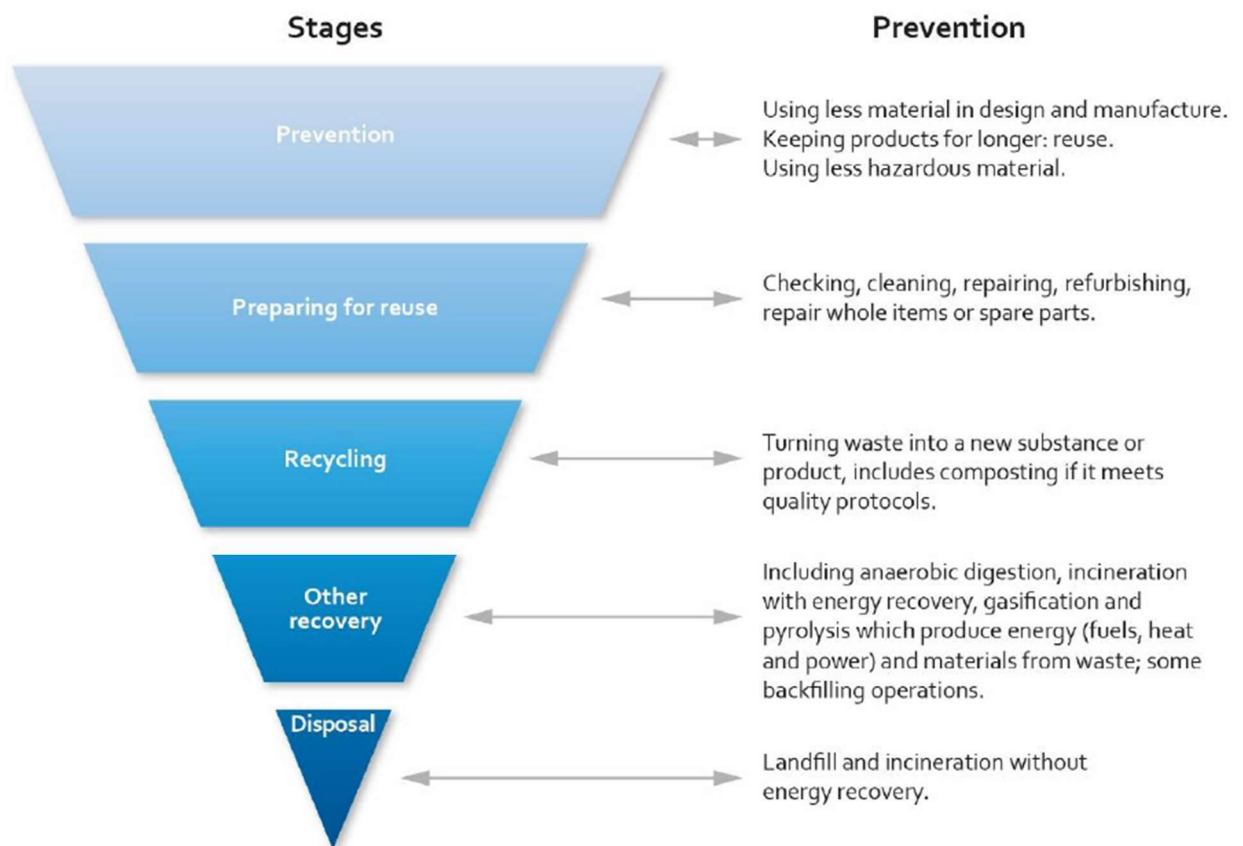 Stages
Prevention
Prevention
Using less material in design and manufacture.
Keeping products for longer: reuse.
Using less hazardous material.
Preparing for reuse
Checking, cleaning, repairing, refurbishing,
repair whole items or spare parts.
Recycling
Turning waste into a new substance or
product, includes composting if it meets
quality protocols.
Other
recovery
Including anaerobic digestion, incineration
with energy recovery, gasification and
pyrolysis which produce energy (fuels, heat
and power) and materials from waste; some
backfilling operations.
Disposal
Landfill and incineration without
energy recovery.